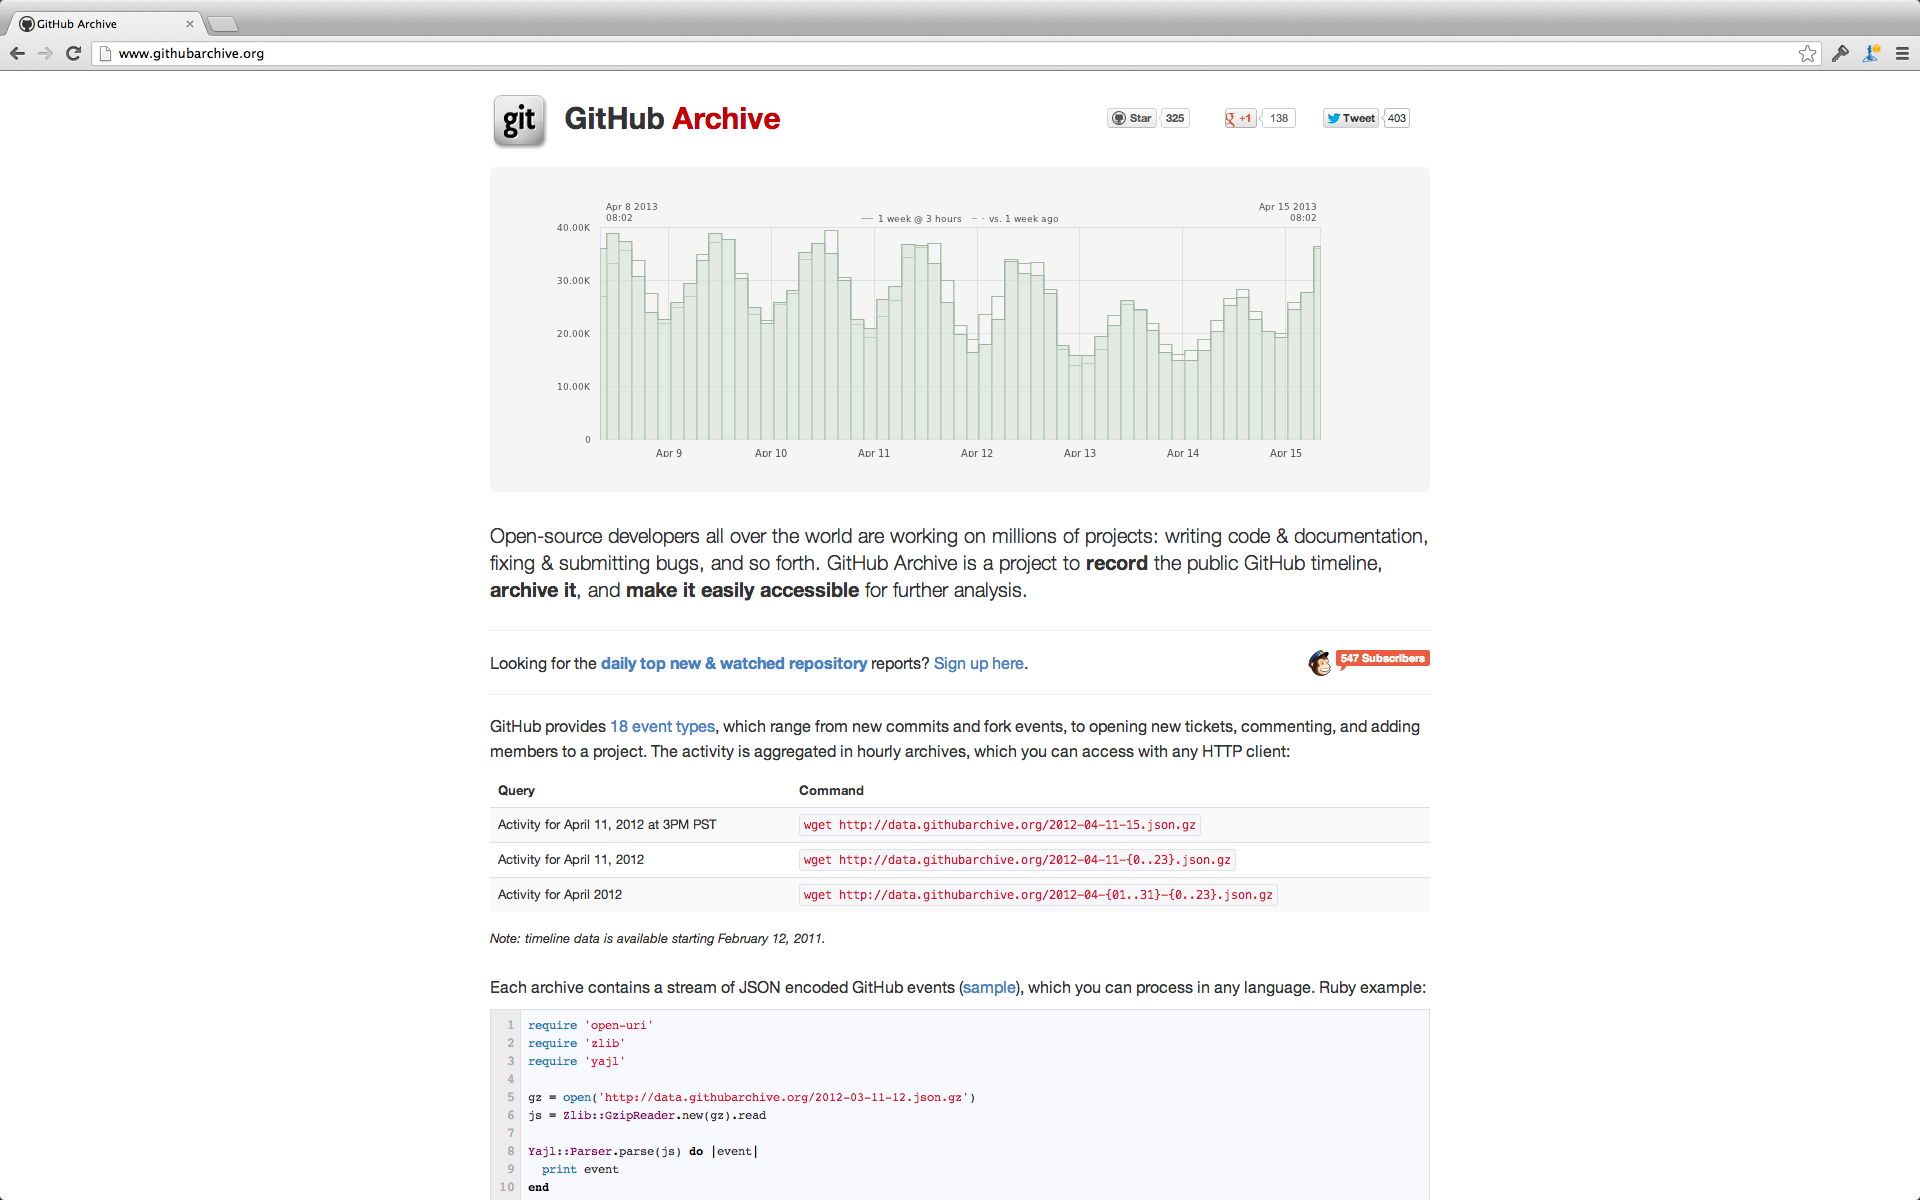 GitHub Archive
www.githubarchive.org
git
GitHub Archive
Star 325
g +1 138
Tweet 403
Apr 8 2013
08:02
1 week @ 3 hours vs. 1 week ago
Apr 15 2013
08:02
40.00K
30.00K
20.00K
10.00K
0
Apr 9 Apr 10 Apr 11 Apr 12 Apr 13 Apr 14 Apr 15
Open-source developers all over the world are working on millions of projects: writing code & documentation,
fixing & submitting bugs, and so forth. GitHub Archive is a project to record the public GitHub timeline,
archive it, and make it easily accessible for further analysis.
Looking for the daily top new & watched repository reports? Sign up here.
547 Subscribers
GitHub provides 18 event types, which range from new commits and fork events, to opening new tickets, commenting, and adding
members to a project. The activity is aggregated in hourly archives, which you can access with any HTTP client:
Query Command
Activity for April 11, 2012 at 3PM PST wget http://data.githubarchive.org/2012-04-11-15.json.gz
Activity for April 11, 2012 wget http://data.githubarchive.org/2012-04-11-{0..23}.json.gz
Activity for April 2012 wget http://data.githubarchive.org/2012-04-{01..31}-{0..23}.json.gz
Note: timeline data is available starting February 12, 2011.
Each archive contains a stream of JSON encoded GitHub events (sample), which you can process in any language. Ruby example:
1 require 'open-uri'
2 require 'zlib'
3 require 'yajl'
4
5 gz = open('http://data.githubarchive.org/2012-03-11-12.json.gz')
6 js = Zlib::GzipReader.new(gz).read
7
8 Yajl::Parser.parse(js) do |event|
9 print event
10 end